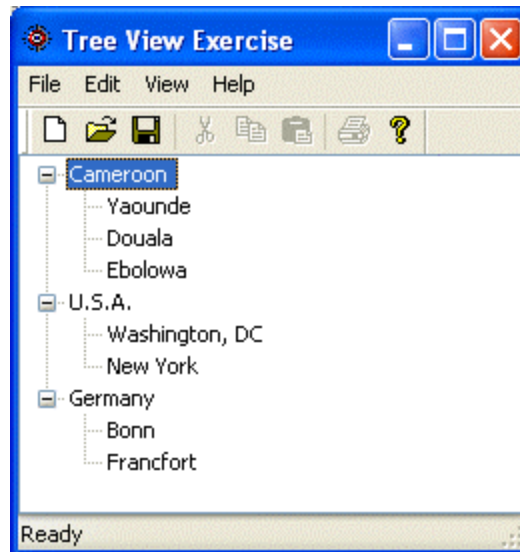 Tree View Exercise
File Edit View Help
Cameroon
Yaounde
Douala
Ebolowa
U.S.A.
Washington, DC
New York
Germany
Bonn
Francfort
Ready